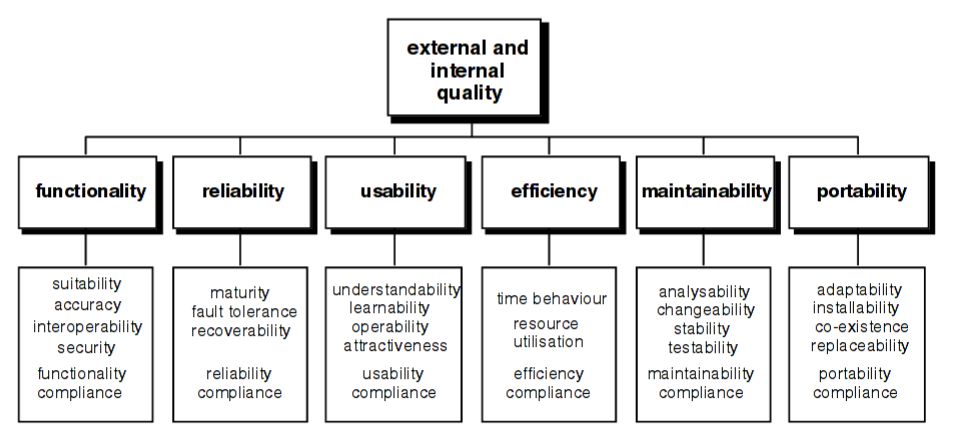 external and
internal
quality
functionality
reliability
usability
efficiency
maintainability
portability
suitability
accuracy
interoperability
security
functionality
compliance
maturity
fault tolerance
recoverability
reliability
compliance
understandability
learnability
operability
attractiveness
usability
compliance
time behaviour
resource
utilisation
efficiency
compliance
analysability
changeability
stability
testability
maintainability
compliance
adaptability
installability
co-existence
replaceability
portability
compliance